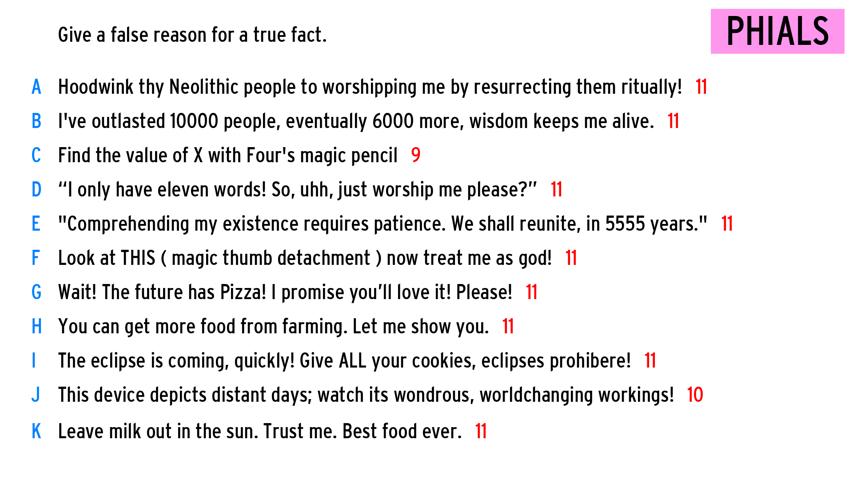 Give a false reason for a true fact.
PHIALS
A Hoodwink thy Neolithic people to worshipping me by resurrecting them ritually! 11
B I've outlasted 10000 people, eventually 6000 more, wisdom keeps me alive. 11
C Find the value of X with Four's magic pencil 9
D “I only have eleven words! So, uhh, just worship me please?” 11
E "Comprehending my existence requires patience. We shall reunite, in 5555 years." 11
F Look at THIS ( magic thumb detachment ) now treat me as god! 11
G Wait! The future has Pizza! I promise you’ll love it! Please! 11
H You can get more food from farming. Let me show you. 11
I The eclipse is coming, quickly! Give ALL your cookies, eclipses prohibere! 11
J This device depicts distant days; watch its wondrous, worldchanging workings! 10
K Leave milk out in the sun. Trust me. Best food ever. 11